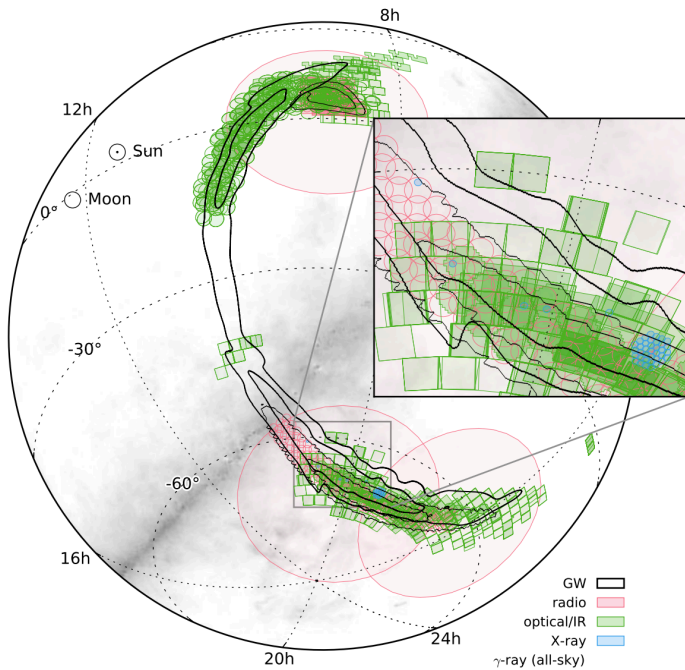 8h
12h
Sun
Moon
0°
-30°
-60°
16h
20h
24h
GW
radio
optical/IR
X-ray
γ-ray (all-sky)